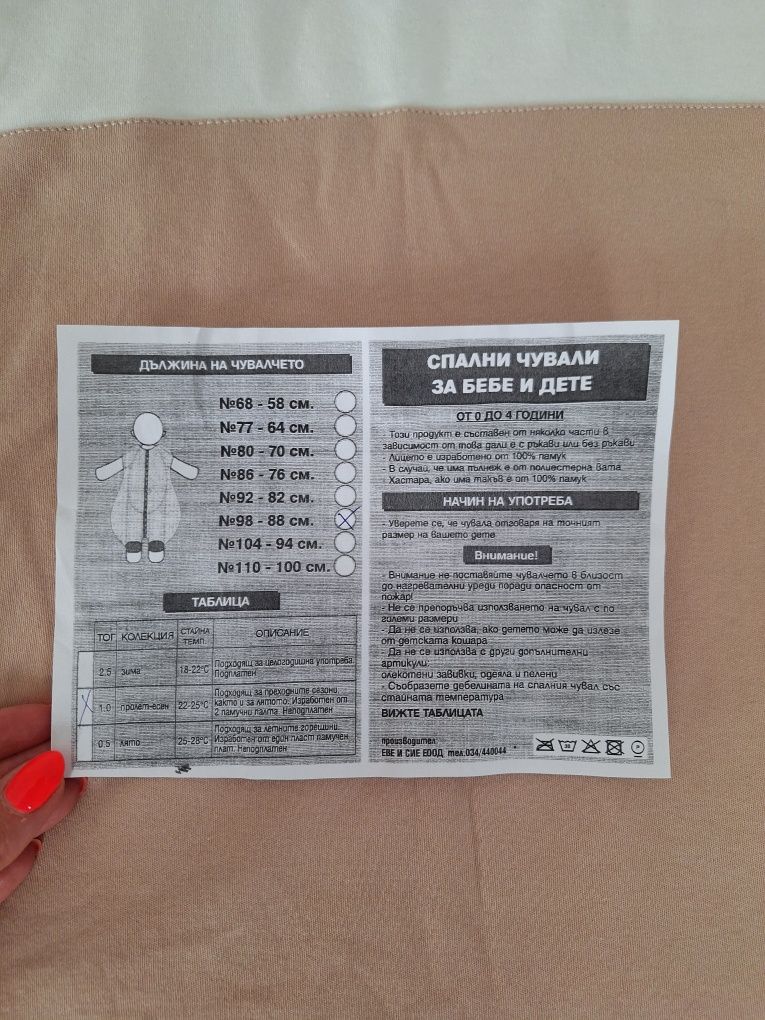 ДЪЛЖИНА НА ЧУВАЛЧЕТО
№68 - 58 см.
№77 - 64 см.
№80 - 70 см.
№86 - 76 см.
№92 - 82 см.
№98 - 88 см.
№104 - 94 см.
№110 - 100 см.
ТАБЛИЦА
ТОГ КОЛЕКЦИЯ СТАЙНА ТЕМП. ОПИСАНИЕ
2.5 зима 18-22°C Подходящ за целогодишна употреба.
Подплатен
1.0 пролет-есен 22-25°C Подходящ за преходните сезони,
както и за лятото. Изработен от
2 памучни плата. Неподплатен
0.5 лято 25-28°C Подходящ за летните горещини.
Изработен от един пласт памучен
плат. Неподплатен
СПАЛНИ ЧУВАЛИ
ЗА БЕБЕ И ДЕТЕ
ОТ 0 ДО 4 ГОДИНИ
- Този продукт е съставен от няколко части в
зависимост от това дали е с ръкави или без ръкави
- Лицето е изработено от 100% памук
- В случай, че има пълнеж е от полиестерна вата
Хастара, ако има такъв е от 100% памук
НАЧИН НА УПОТРЕБА
- Уверете се, че чувала отговаря на точният
размер на вашето дете
Внимание!
- Внимание не поставяйте чувалчето в близост
до нагревателни уреди поради опасност от
пожар!
- Не се препоръчва използването на чувал с по
големи размери
- Да не се използва, ако детето може да излезе
от детската кошара
- Да не се използва с други допълнителни
артикули:
олекотени завивки, одеяла и пелени
- Съобразете дебелината на спалния чувал със
стайната температура
ВИЖТЕ ТАБЛИЦАТА
производител:
ЕВЕ И СИЕ ЕООД тел.034/440044